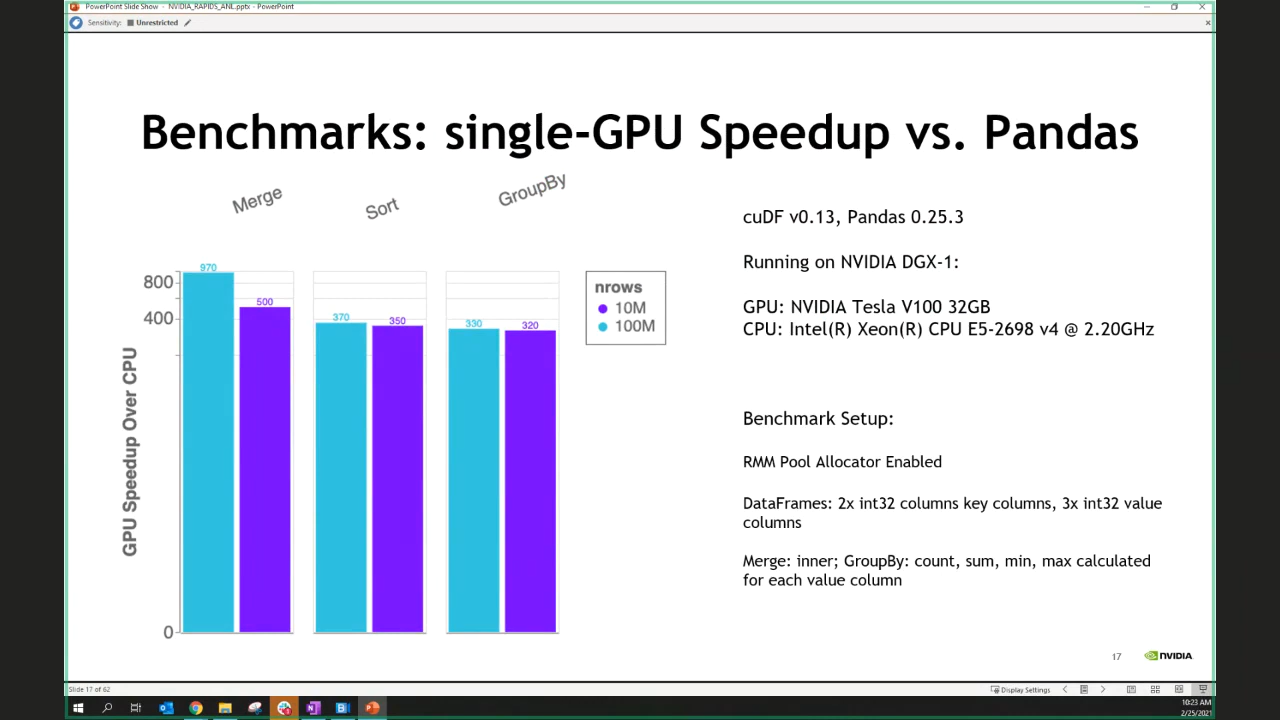 PowerPoint Slide Show - NVIDIA_RAPIDS_ANL.pptx - PowerPoint
Sensitivity: Unrestricted
Benchmarks: single-GPU Speedup vs. Pandas
Merge
Sort
GroupBy
cuDF v0.13, Pandas 0.25.3
Running on NVIDIA DGX-1:
GPU: NVIDIA Tesla V100 32GB
CPU: Intel(R) Xeon(R) CPU E5-2698 v4 @ 2.20GHz
Benchmark Setup:
RMM Pool Allocator Enabled
DataFrames: 2x int32 columns key columns, 3x int32 value
columns
Merge: inner; GroupBy: count, sum, min, max calculated
for each value column
GPU Speedup Over CPU
800
400
0
970
500
370
350
330
320
nrows
10M
100M
17
NVIDIA
Slide 17 of 62
Display Settings
10:23 AM
2/25/2021